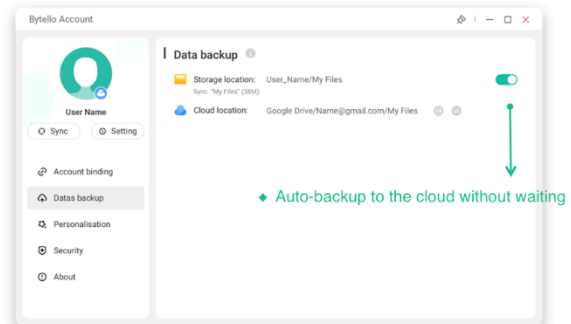 Bytello Account
User Name
Sync
Setting
Account binding
Datas backup
Personalisation
Security
About
Data backup
Storage location: User_Name/My Files
Sync "My Files" (38M)
Cloud location: Google Drive/Name@gmail.com/My Files
Auto-backup to the cloud without waiting